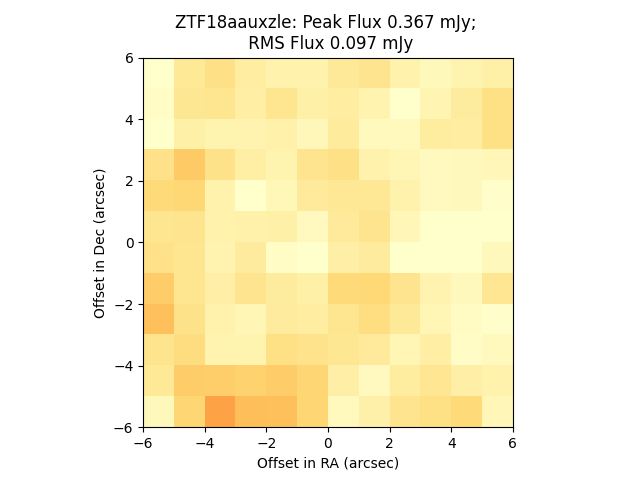 ZTF18aauxzle: Peak Flux 0.367 mJy;
RMS Flux 0.097 mJy
6
4
2
0
−2
−4
−6
Offset in Dec (arcsec)
−6 −4 −2 0 2 4 6
Offset in RA (arcsec)